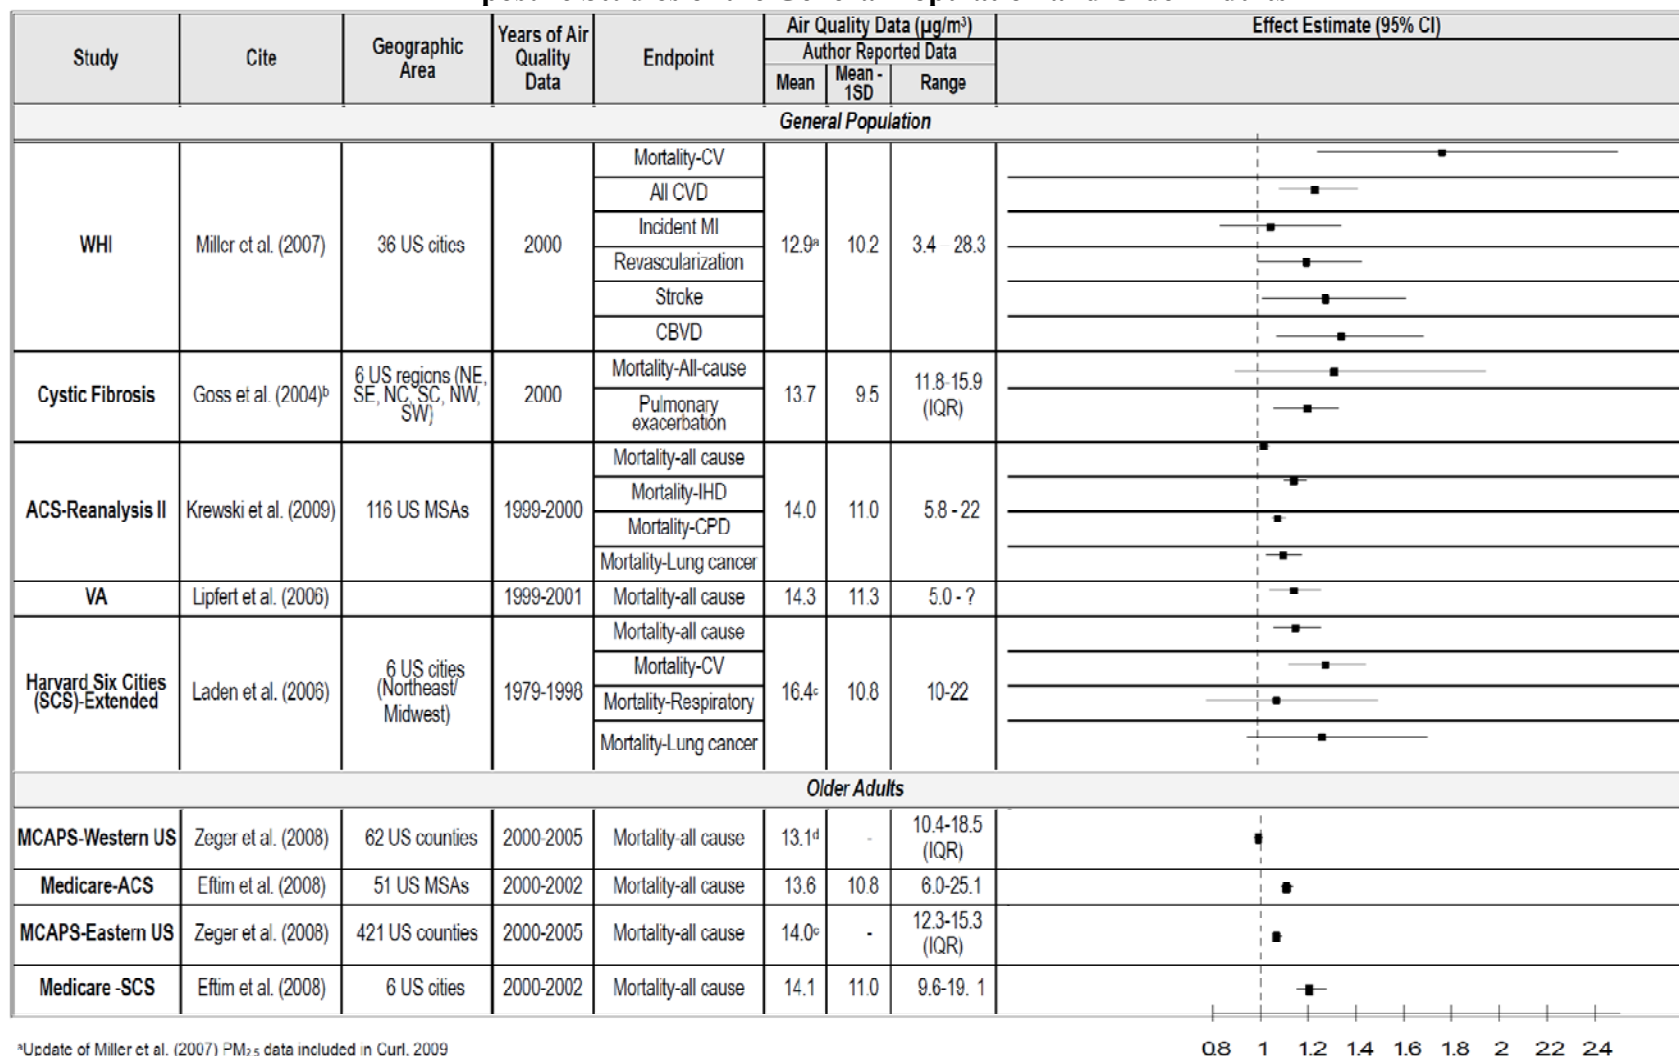 Study Cite Geographic Area Years of Air Quality Data Endpoint Air Quality Data (µg/m³) Effect Estimate (95% CI)
Author Reported Data
Mean Mean - 1SD Range
General Population
WHI Miller et al. (2007) 36 US cities 2000 12.9ᵃ 10.2 3.4 28.3
Mortality-CV
All CVD
Incident MI
Revascularization
Stroke
CBVD
Cystic Fibrosis Goss et al. (2004)ᵇ 6 US regions (NE, SE, NC, SC, NW, SW) 2000 13.7 9.5 11.8-15.9 (IQR)
Mortality-All-cause
Pulmonary exacerbation
ACS-Reanalysis II Krewski et al. (2009) 116 US MSAs 1999-2000 14.0 11.0 5.8 - 22
Mortality-all cause
Mortality-IHD
Mortality-CPD
Mortality-Lung cancer
VA Lipfert et al. (2006) 1999-2001 Mortality-all cause 14.3 11.3 5.0 - ?
Harvard Six Cities (SCS)-Extended Laden et al. (2006) 6 US cities (Northeast/ Midwest) 1979-1998 16.4ᶜ 10.8 10-22
Mortality-all cause
Mortality-CV
Mortality-Respiratory
Mortality-Lung cancer
Older Adults
MCAPS-Western US Zeger et al. (2008) 62 US counties 2000-2005 Mortality-all cause 13.1ᵈ - 10.4-18.5 (IQR)
Medicare-ACS Eftim et al. (2008) 51 US MSAs 2000-2002 Mortality-all cause 13.6 10.8 6.0-25.1
MCAPS-Eastern US Zeger et al. (2008) 421 US counties 2000-2005 Mortality-all cause 14.0ᶜ - 12.3-15.3 (IQR)
Medicare -SCS Eftim et al. (2008) 6 US cities 2000-2002 Mortality-all cause 14.1 11.0 9.6-19. 1
0.8 1 1.2 1.4 1.6 1.8 2 2.2 2.4
ᵃUpdate of Miller et al. (2007) PM₂.₅ data included in Curl, 2009